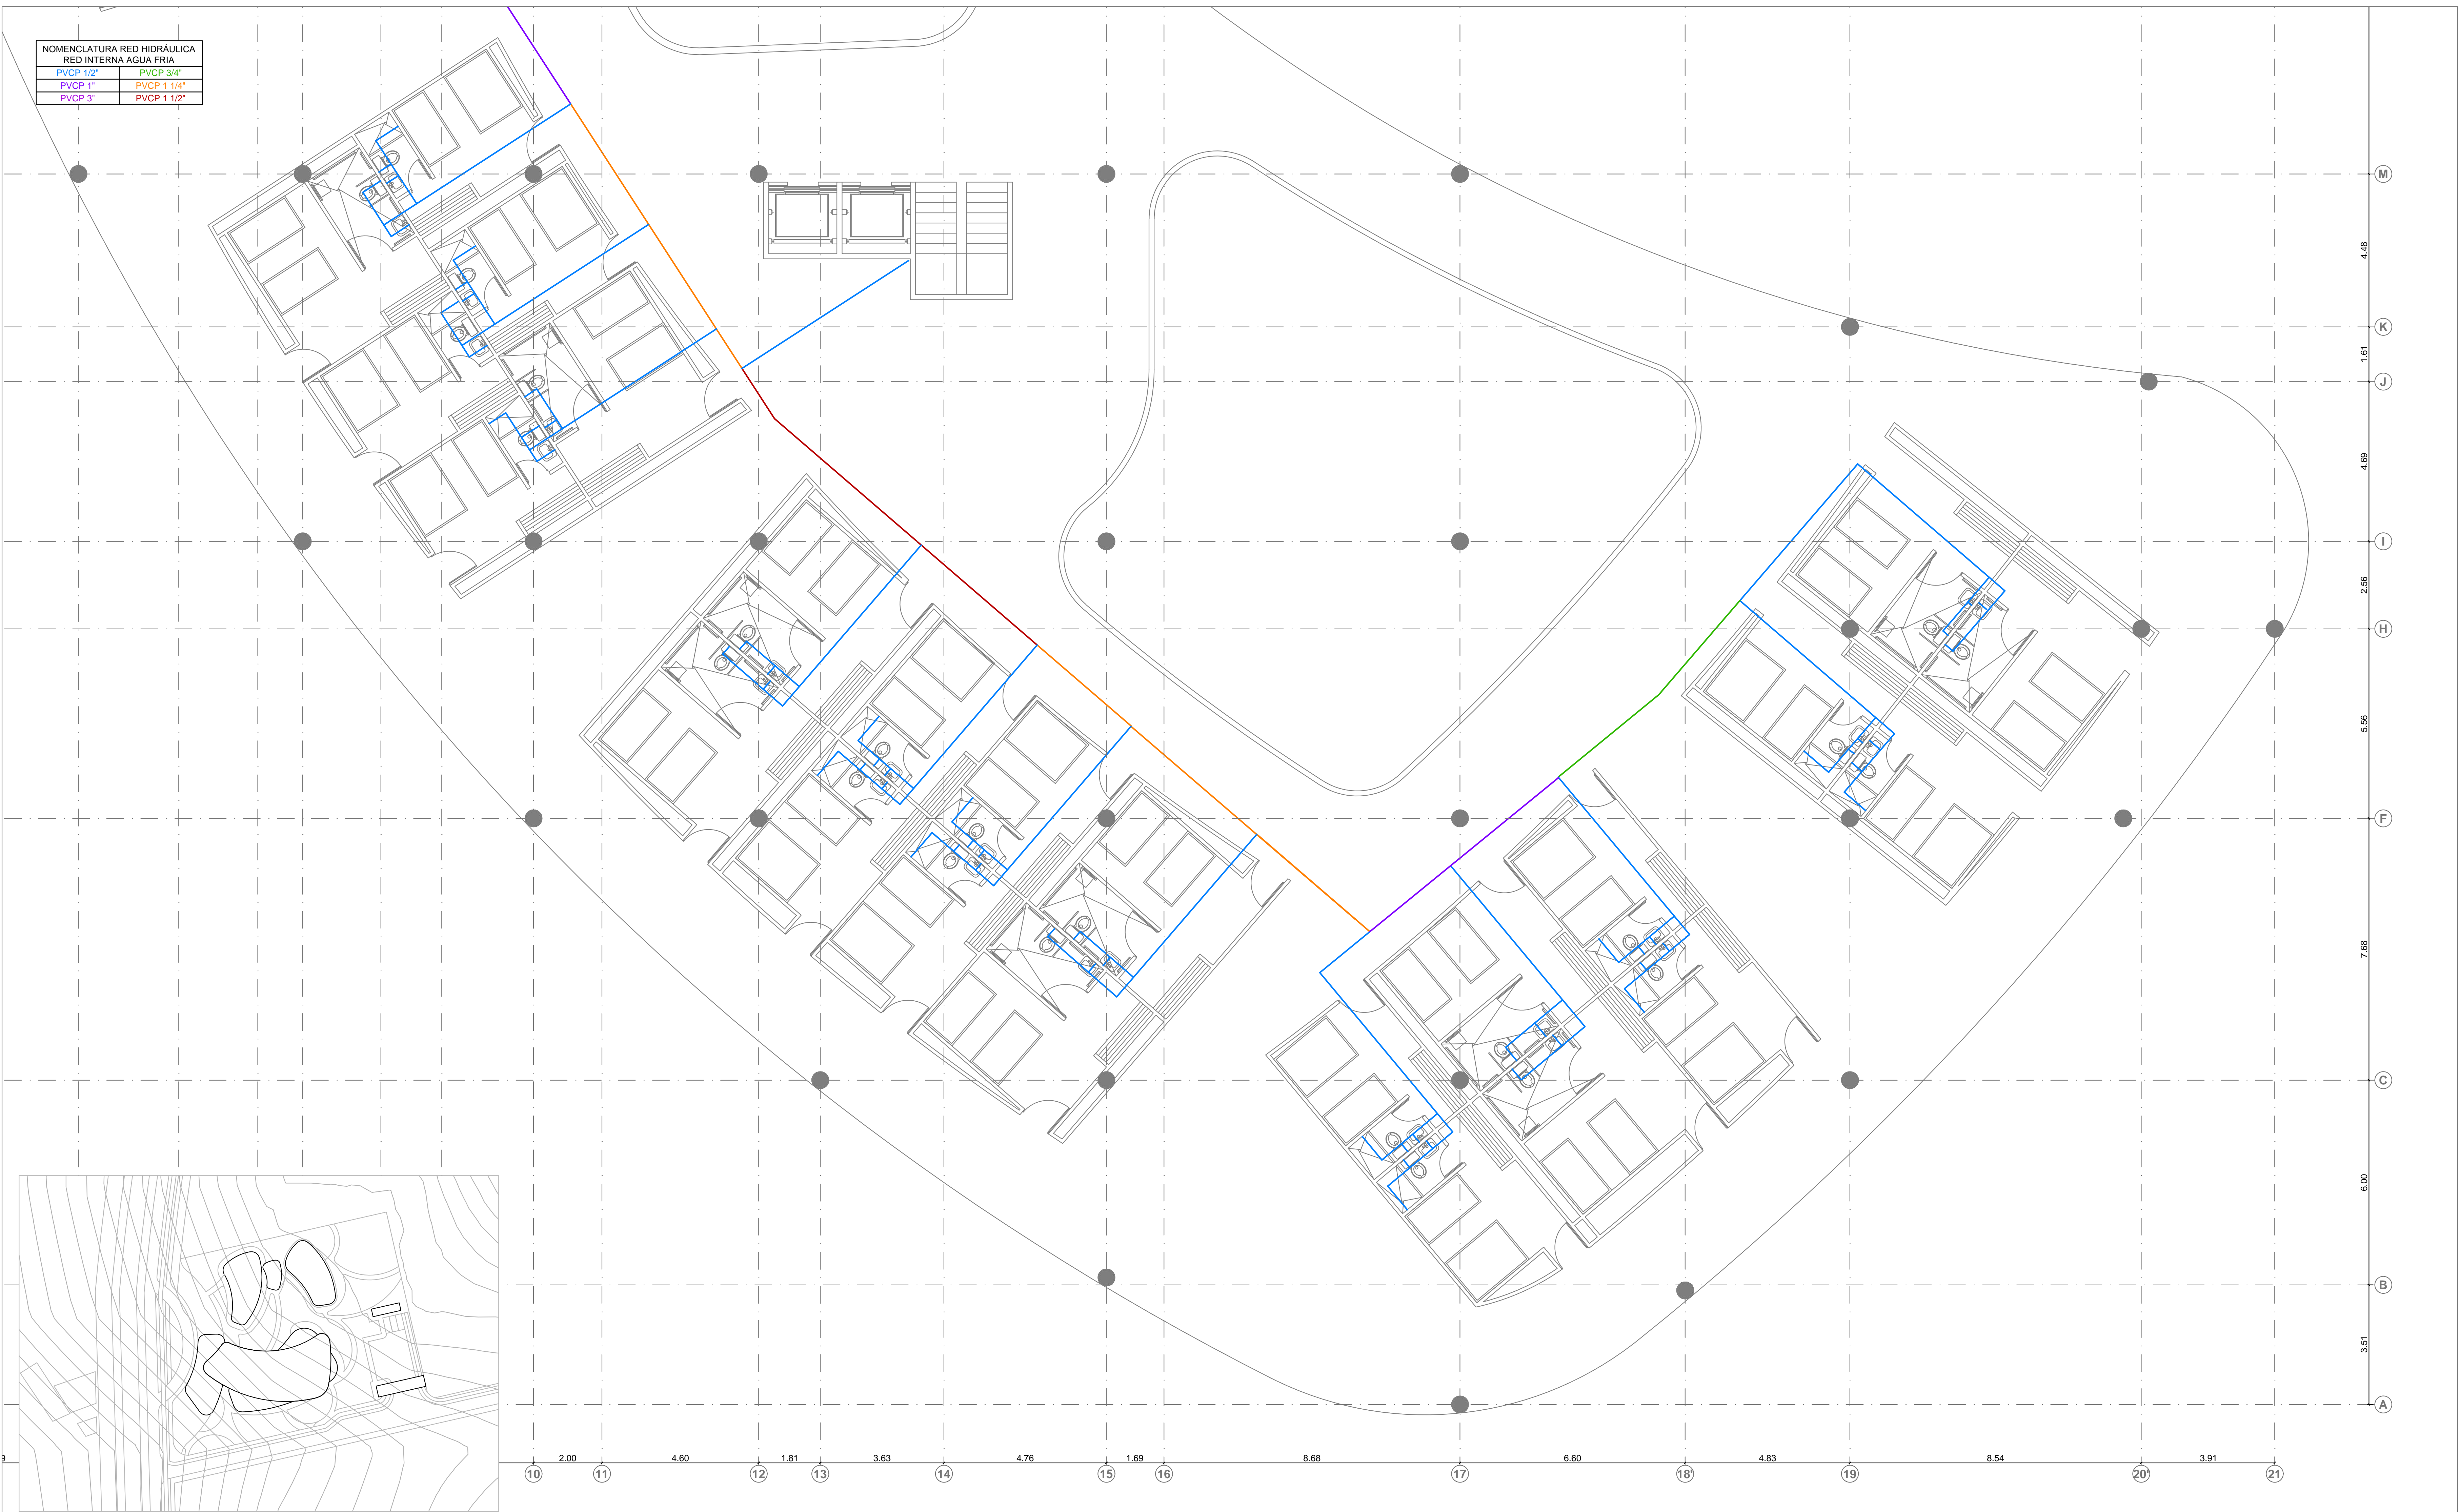 NOMENCLATURA RED HIDRÁULICA
RED INTERNA AGUA FRIA
PVCP 1/2" PVCP 3/4"
PVCP 1" PVCP 1 1/4"
PVCP 3" PVCP 1 1/2"
M
4.48
K
1.61
J
4.69
I
2.56
H
5.56
F
7.68
C
6.00
B
3.51
A
9 2.00 4.60 1.81 3.63 4.76 1.69 8.68 6.60 4.83 8.54 3.91
10 11 12 13 14 15 16 17 18' 19 20' 21